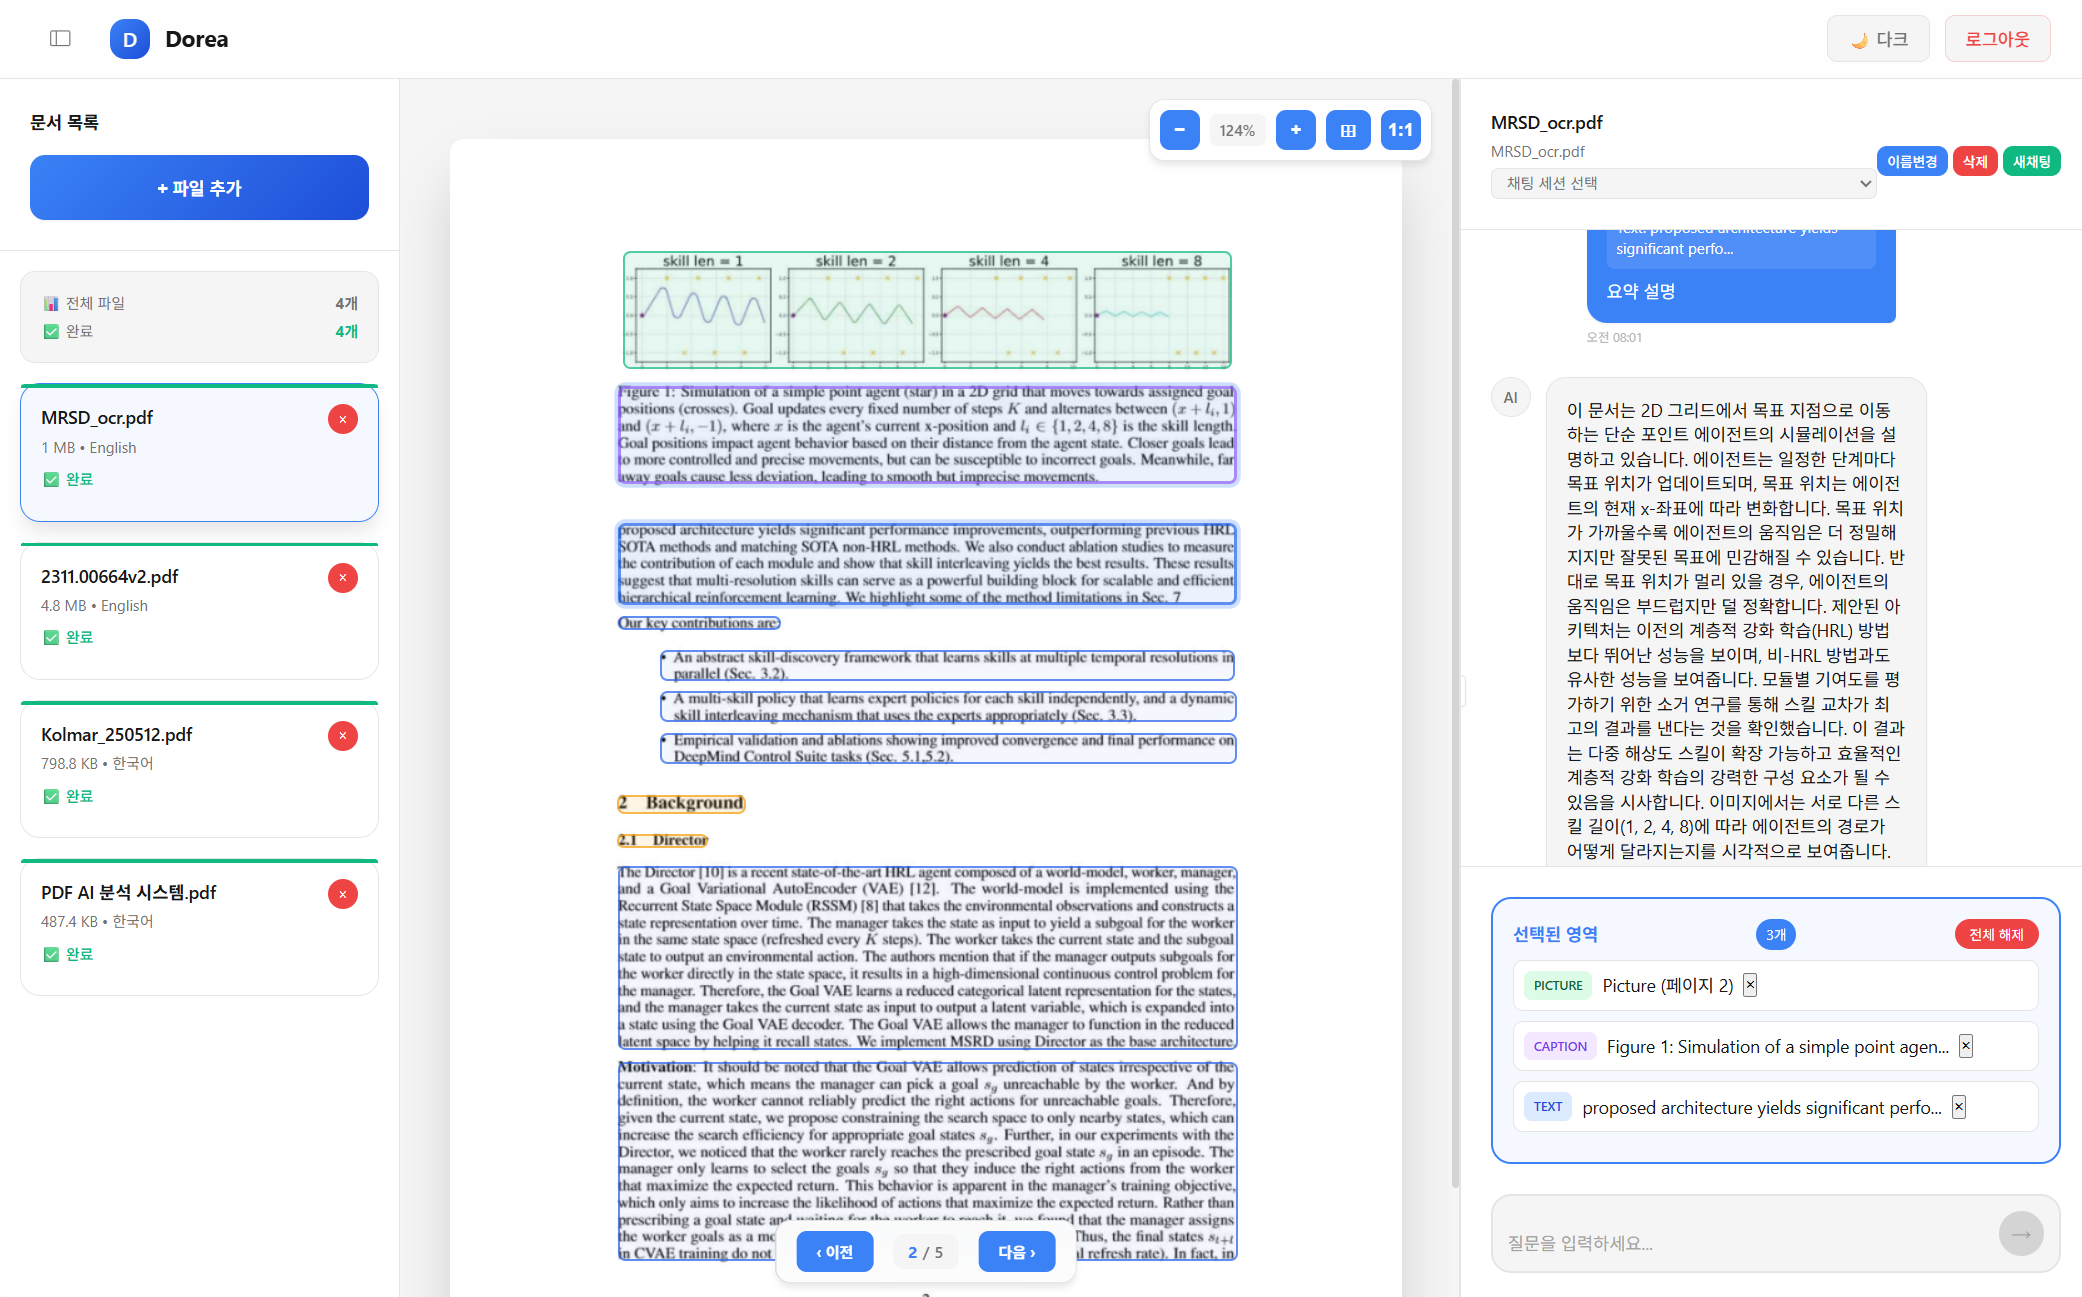 D Dorea
🌙 다크
로그아웃
문서 목록
+ 파일 추가
전체 파일 4개
완료 4개
MRSD_ocr.pdf
×
1 MB • English
완료
2311.00664v2.pdf
×
4.8 MB • English
완료
Kolmar_250512.pdf
×
798.8 KB • 한국어
완료
PDF AI 분석 시스템.pdf
×
487.4 KB • 한국어
완료
− 124% + 1:1
skill len = 1 skill len = 2 skill len = 4 skill len = 8
Figure 1: Simulation of a simple point agent (star) in a 2D grid that moves towards assigned goal
positions (crosses). Goal updates every fixed number of steps K and alternates between (x + l_i, 1)
and (x + l_i, −1), where x is the agent's current x-position and l_i ∈ {1, 2, 4, 8} is the skill length.
Goal positions impact agent behavior based on their distance from the agent state. Closer goals lead
to more controlled and precise movements, but can be susceptible to incorrect goals. Meanwhile, far
away goals cause less deviation, leading to smooth but imprecise movements.
proposed architecture yields significant performance improvements, outperforming previous HRL
SOTA methods and matching SOTA non-HRL methods. We also conduct ablation studies to measure
the contribution of each module and show that skill interleaving yields the best results. These results
suggest that multi-resolution skills can serve as a powerful building block for scalable and efficient
hierarchical reinforcement learning. We highlight some of the method limitations in Sec. 7
Our key contributions are:
• An abstract skill-discovery framework that learns skills at multiple temporal resolutions in
parallel (Sec. 3.2).
• A multi-skill policy that learns expert policies for each skill independently, and a dynamic
skill interleaving mechanism that uses the experts appropriately (Sec. 3.3).
• Empirical validation and ablations showing improved convergence and final performance on
DeepMind Control Suite tasks (Sec. 5.1,5.2).
2 Background
2.1 Director
The Director [10] is a recent state-of-the-art HRL agent composed of a world-model, worker, manager,
and a Goal Variational AutoEncoder (VAE) [12]. The world-model is implemented using the
Recurrent State Space Module (RSSM) [8] that takes the environmental observations and constructs a
state representation over time. The manager takes the state as input to yield a subgoal for the worker
in the same state space (refreshed every K steps). The worker takes the current state and the subgoal
state to output an environmental action. The authors mention that if the manager outputs subgoals for
the worker directly in the state space, it results in a high-dimensional continuous control problem for
the manager. Therefore, the Goal VAE learns a reduced categorical latent representation for the states,
and the manager takes the current state as input to output a latent variable, which is expanded into
a state using the Goal VAE decoder. The Goal VAE allows the manager to function in the reduced
latent space by helping it recall states. We implement MSRD using Director as the base architecture.
Motivation: It should be noted that the Goal VAE allows prediction of states irrespective of the
current state, which means the manager can pick a goal s_g unreachable by the worker. And by
definition, the worker cannot reliably predict the right actions for unreachable goals. Therefore,
given the current state, we propose constraining the search space to only nearby states, which can
increase the search efficiency for appropriate goal states s_g. Further, in our experiments with the
Director, we noticed that the worker rarely reaches the prescribed goal state s_g in an episode. The
manager only learns to select the goals s_g so that they induce the right actions from the worker
that maximize the expected return. This behavior is apparent in the manager's training objective,
which only aims to increase the likelihood of actions that maximize the expected return. Rather than
prescribing a goal state and waiting for the worker to reach it, we found that the manager assigns
the worker goals as a mo Thus, the final states s_{t+l}
in CVAE training do not l refresh rate). In fact, in
‹ 이전 2 / 5 다음 ›
MRSD_ocr.pdf
MRSD_ocr.pdf
채팅 세션 선택
이름변경 삭제 새채팅
Text: proposed architecture yields
significant perfo...
요약 설명
오전 08:01
AI
이 문서는 2D 그리드에서 목표 지점으로 이동
하는 단순 포인트 에이전트의 시뮬레이션을 설
명하고 있습니다. 에이전트는 일정한 단계마다
목표 위치가 업데이트되며, 목표 위치는 에이전
트의 현재 x-좌표에 따라 변화합니다. 목표 위치
가 가까울수록 에이전트의 움직임은 더 정밀해
지지만 잘못된 목표에 민감해질 수 있습니다. 반
대로 목표 위치가 멀리 있을 경우, 에이전트의
움직임은 부드럽지만 덜 정확합니다. 제안된 아
키텍처는 이전의 계층적 강화 학습(HRL) 방법
보다 뛰어난 성능을 보이며, 비-HRL 방법과도
유사한 성능을 보여줍니다. 모듈별 기여도를 평
가하기 위한 소거 연구를 통해 스킬 교차가 최
고의 결과를 낸다는 것을 확인했습니다. 이 결과
는 다중 해상도 스킬이 확장 가능하고 효율적인
계층적 강화 학습의 강력한 구성 요소가 될 수
있음을 시사합니다. 이미지에서는 서로 다른 스
킬 길이(1, 2, 4, 8)에 따라 에이전트의 경로가
어떻게 달라지는지를 시각적으로 보여줍니다.
선택된 영역 3개 전체 해제
PICTURE Picture (페이지 2) ×
CAPTION Figure 1: Simulation of a simple point agen... ×
TEXT proposed architecture yields significant perfo... ×
질문을 입력하세요...
→